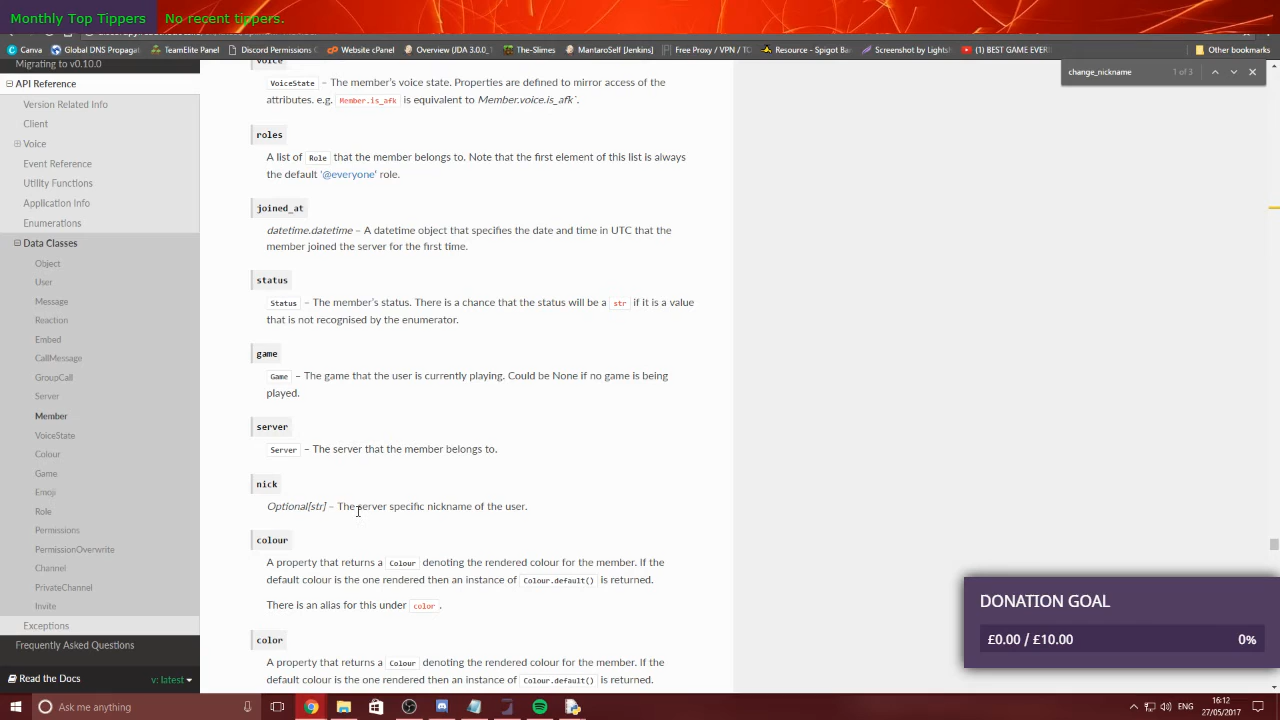 Monthly Top Tippers
No recent tippers.
Canva
Global DNS Propagat
TeamElite Panel
Discord Permissions C
Website cPanel
Overview (JDA 3.0.0_1
The-Slimes
MantaroSelf [Jenkins]
Free Proxy / VPN / TO
Resource - Spigot Ban
Screenshot by Lights
(1) BEST GAME EVER
Other bookmarks
change_nickname
1 of 3
Migrating to v0.10.0
API Reference
Version Related Info
Client
Voice
Event Reference
Utility Functions
Application Info
Enumerations
Data Classes
Object
User
Message
Reaction
Embed
CallMessage
GroupCall
Server
Member
VoiceState
Colour
Game
Emoji
Role
Permissions
PermissionOverwrite
Channel
PrivateChannel
Invite
Exceptions
Frequently Asked Questions
Read the Docs
v: latest
voice
VoiceState – The member's voice state. Properties are defined to mirror access of the
attributes. e.g. Member.is_afk is equivalent to Member.voice.is_afk`.
roles
A list of Role that the member belongs to. Note that the first element of this list is always
the default '@everyone' role.
joined_at
datetime.datetime – A datetime object that specifies the date and time in UTC that the
member joined the server for the first time.
status
Status – The member's status. There is a chance that the status will be a str if it is a value
that is not recognised by the enumerator.
game
Game – The game that the user is currently playing. Could be None if no game is being
played.
server
Server – The server that the member belongs to.
nick
Optional[str] – The server specific nickname of the user.
colour
A property that returns a Colour denoting the rendered colour for the member. If the
default colour is the one rendered then an instance of Colour.default() is returned.
There is an alias for this under color .
color
A property that returns a Colour denoting the rendered colour for the member. If the
default colour is the one rendered then an instance of Colour.default() is returned.
DONATION GOAL
£0.00 / £10.00
0%
Ask me anything
ENG
16:12
27/05/2017